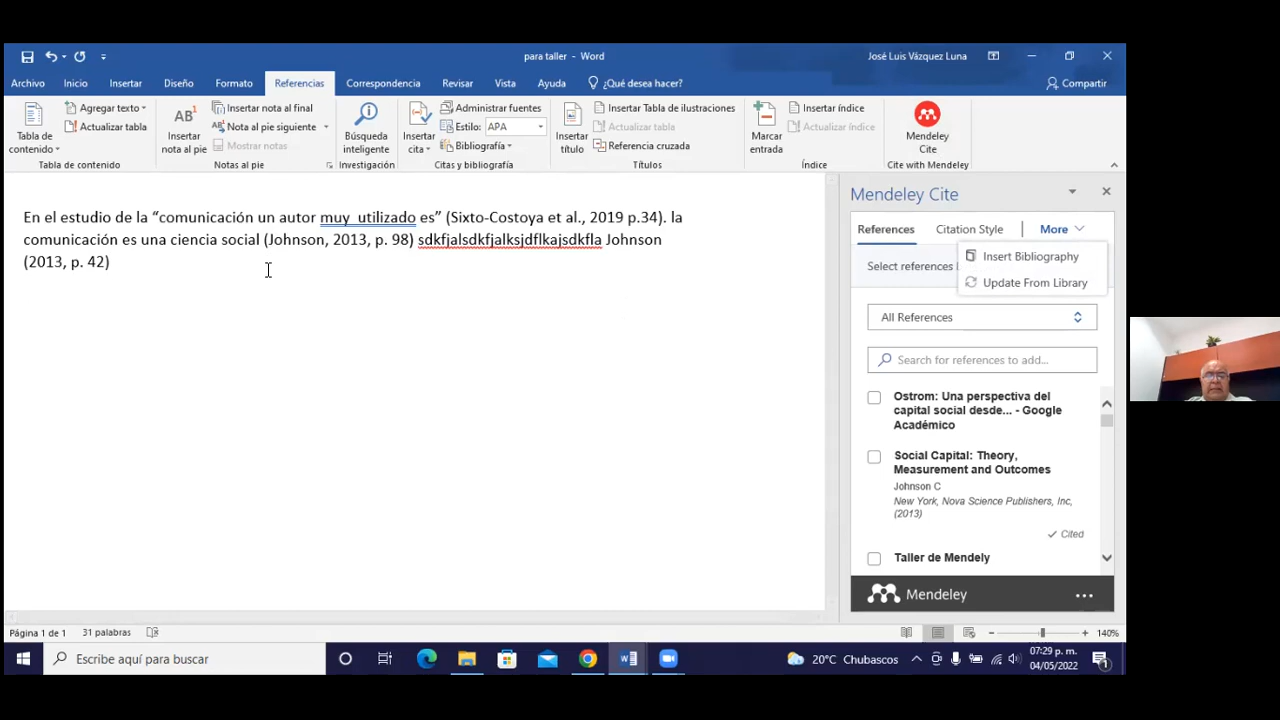 para taller - Word
José Luis Vázquez Luna
Archivo Inicio Insertar Diseño Formato Referencias Correspondencia Revisar Vista Ayuda ¿Qué desea hacer? Compartir
Tabla de contenido
Agregar texto
Actualizar tabla
Tabla de contenido
AB¹
Insertar nota al pie
Insertar nota al final
Nota al pie siguiente
Mostrar notas
Notas al pie
Búsqueda inteligente
Investigación
Insertar cita
Administrar fuentes
Estilo: APA
Bibliografía
Citas y bibliografía
Insertar título
Insertar Tabla de ilustraciones
Actualizar tabla
Referencia cruzada
Títulos
Marcar entrada
Insertar índice
Actualizar índice
Índice
Mendeley Cite
Cite with Mendeley
En el estudio de la “comunicación un autor muy utilizado es” (Sixto-Costoya et al., 2019 p.34). la
comunicación es una ciencia social (Johnson, 2013, p. 98) sdkfjalsdkfjalksjdflkajsdkfla Johnson
(2013, p. 42)
Mendeley Cite
References Citation Style | More
Insert Bibliography
Update From Library
Select references
All References
Search for references to add...
Ostrom: Una perspectiva del
capital social desde... - Google
Académico
Social Capital: Theory,
Measurement and Outcomes
Johnson C
New York, Nova Science Publishers, Inc,
(2013)
Cited
Taller de Mendely
Mendeley
Página 1 de 1 31 palabras 140%
Escribe aquí para buscar
20°C Chubascos
07:29 p. m.
04/05/2022
1